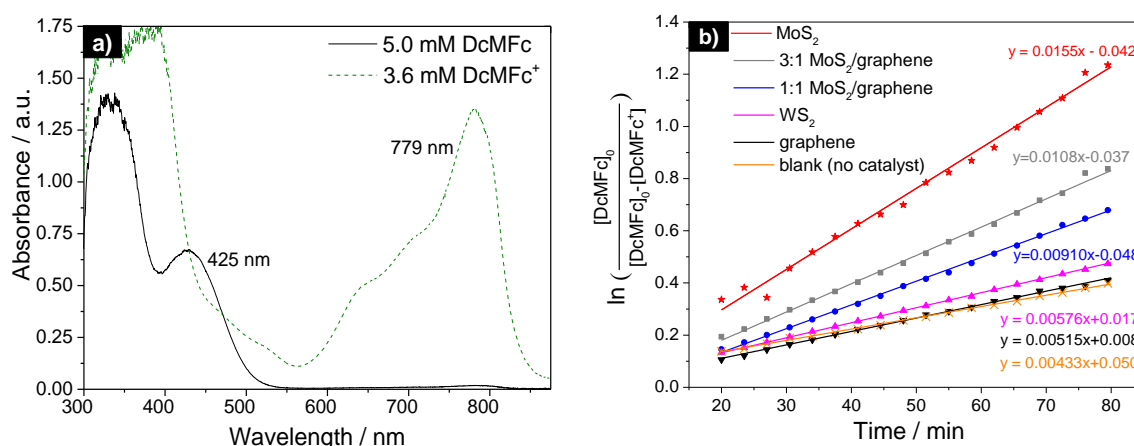 a)
5.0 mM DcMFc
3.6 mM DcMFc⁺
779 nm
425 nm
Absorbance / a.u.
1.75
1.50
1.25
1.00
0.75
0.50
0.25
0.00
300 400 500 600 700 800
Wavelength / nm
b)
MoS₂
3:1 MoS₂/graphene
1:1 MoS₂/graphene
WS₂
graphene
blank (no catalyst)
y = 0.0155x - 0.042
y=0.0108x-0.037
y=0.00910x-0.048
y = 0.00576x+0.017
y = 0.00515x+0.008
y = 0.00433x+0.050
ln ( [DcMFc]₀ / [DcMFc]₀-[DcMFc⁺] )
1.4
1.2
1.0
0.8
0.6
0.4
0.2
0.0
20 30 40 50 60 70 80
Time / min